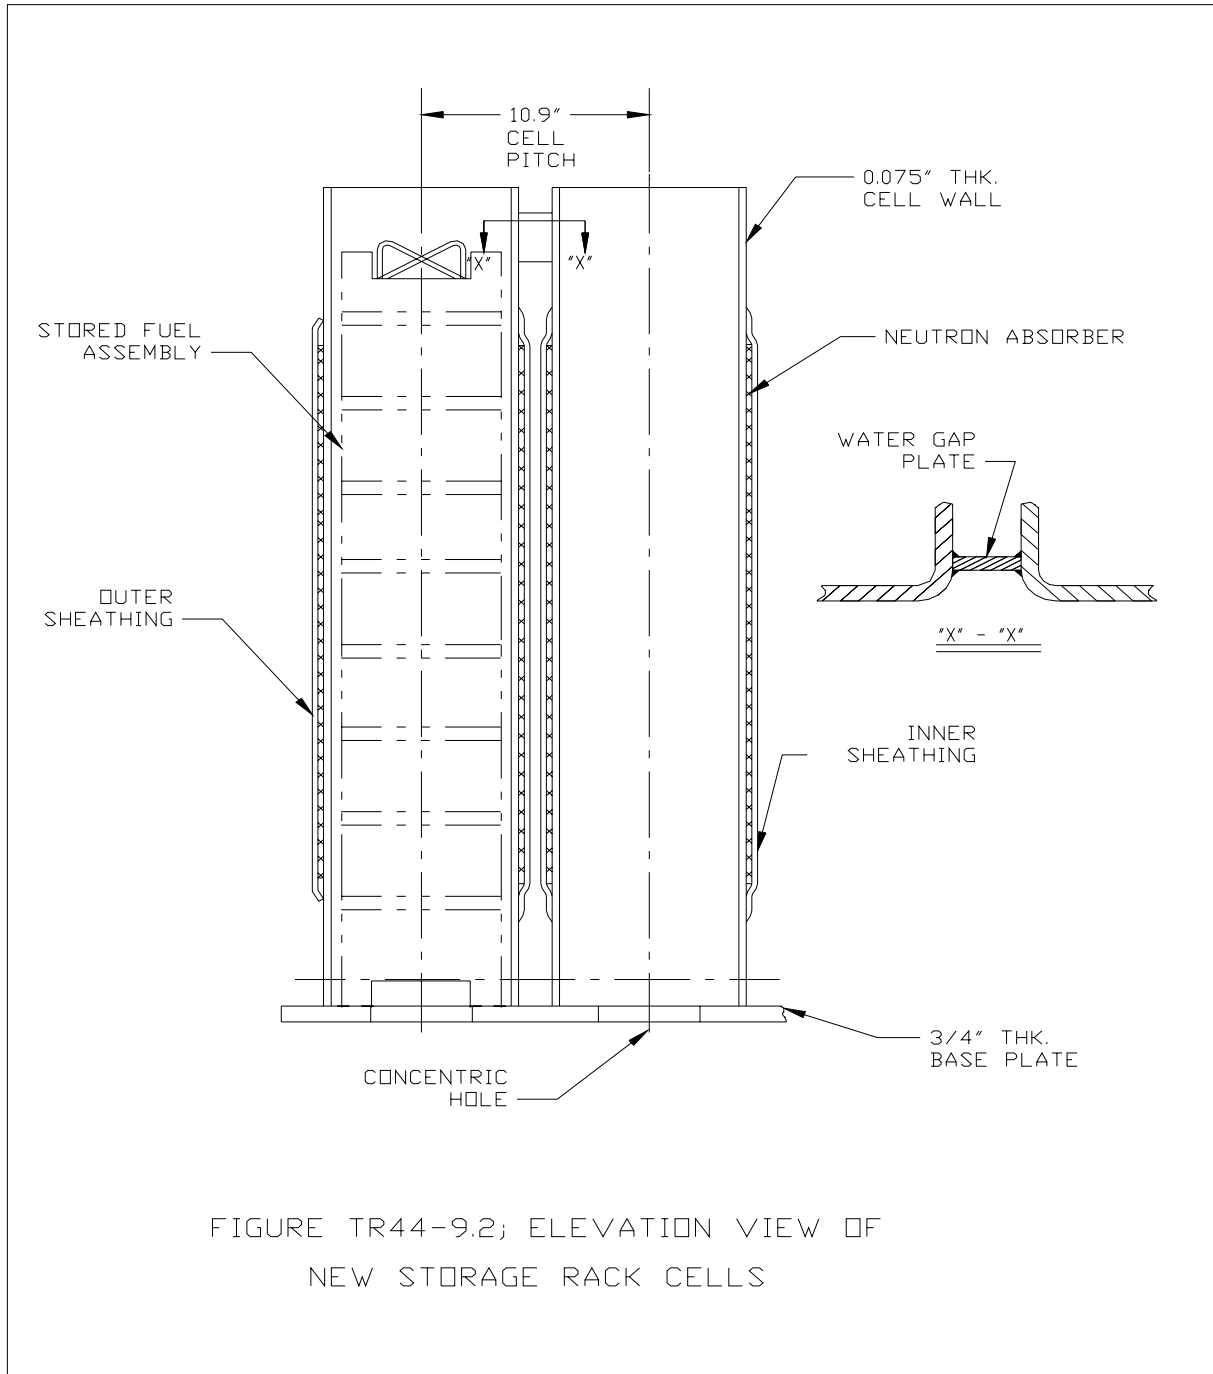 10.9"
CELL
PITCH
0.075" THK.
CELL WALL
"X"
"X"
STORED FUEL
ASSEMBLY
NEUTRON ABSORBER
WATER GAP
PLATE
OUTER
SHEATHING
"X" - "X"
INNER
SHEATHING
3/4" THK.
BASE PLATE
CONCENTRIC
HOLE
FIGURE TR44-9.2; ELEVATION VIEW OF
NEW STORAGE RACK CELLS